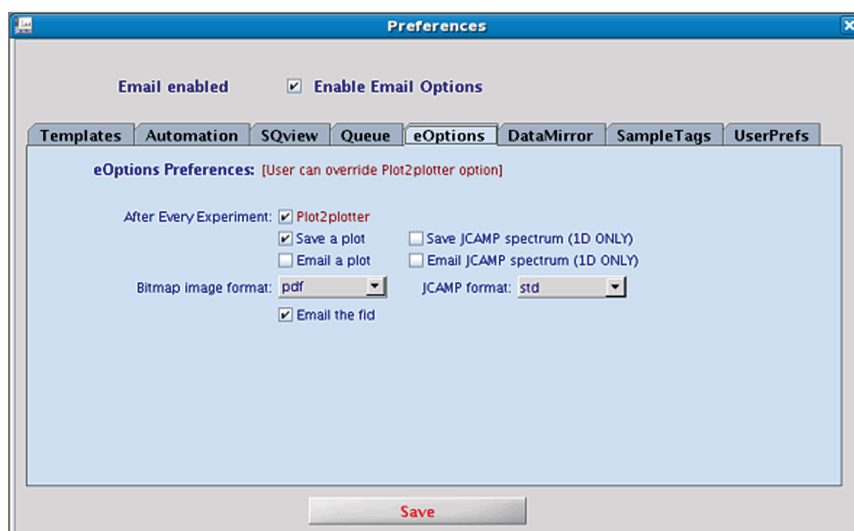 Preferences
Email enabled Enable Email Options
Templates Automation SQview Queue eOptions DataMirror SampleTags UserPrefs
eOptions Preferences: [User can override Plot2plotter option]
After Every Experiment: Plot2plotter
Save a plot Save JCAMP spectrum (1D ONLY)
Email a plot Email JCAMP spectrum (1D ONLY)
Bitmap image format: pdf JCAMP format: std
Email the fid
Save